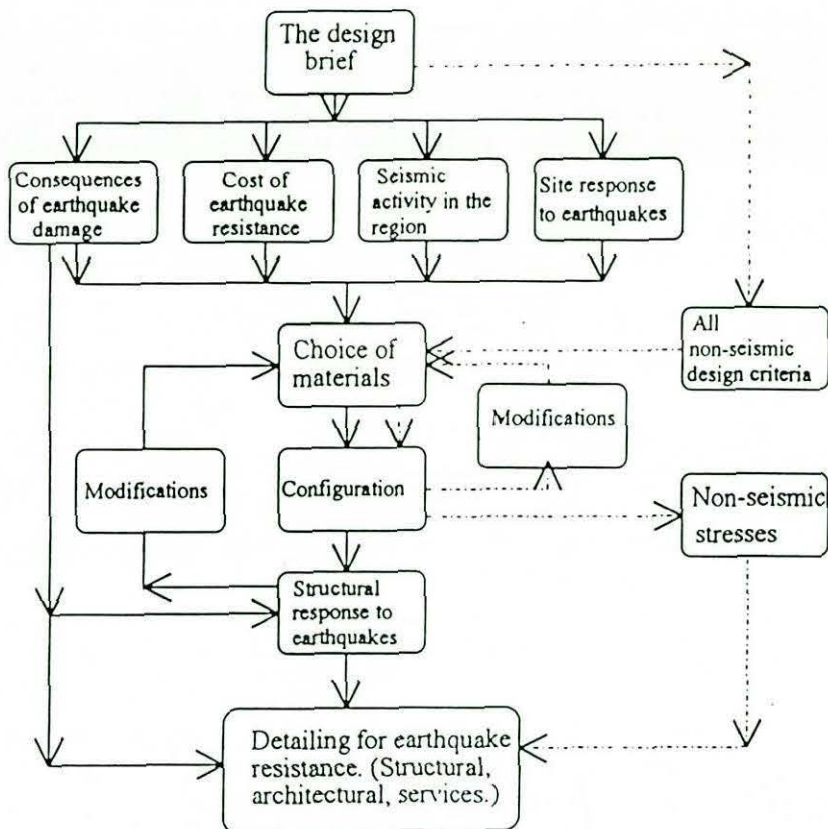 The design
brief
Consequences
of earthquake
damage
Cost of
earthquake
resistance
Seismic
activity in the
region
Site response
to earthquakes
All
non-seismic
design criteria
Choice of
materials
Modifications
Modifications
Configuration
Non-seismic
stresses
Structural
response to
earthquakes
Detailing for earthquake
resistance. (Structural,
architectural, services.)